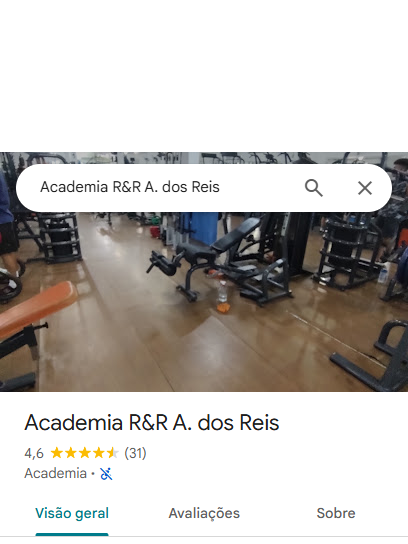 Academia R&R A. dos Reis
Academia R&R A. dos Reis
4,6 (31)
Academia ·
Visão geral Avaliações Sobre